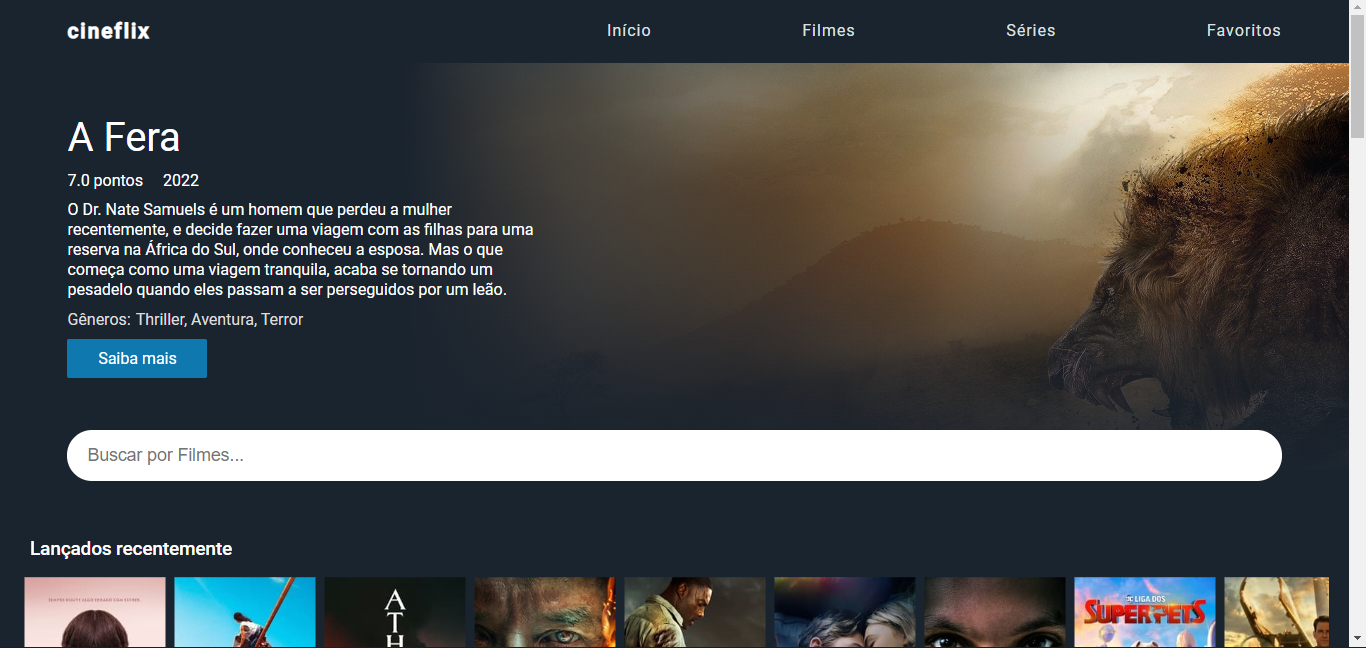 cineflix
Início
Filmes
Séries
Favoritos
A Fera
7.0 pontos 2022
O Dr. Nate Samuels é um homem que perdeu a mulher
recentemente, e decide fazer uma viagem com as filhas para uma
reserva na África do Sul, onde conheceu a esposa. Mas o que
começa como uma viagem tranquila, acaba se tornando um
pesadelo quando eles passam a ser perseguidos por um leão.
Gêneros: Thriller, Aventura, Terror
Saiba mais
Buscar por Filmes...
Lançados recentemente
A
T
H
DC LIGA DOS
SUPERPETS